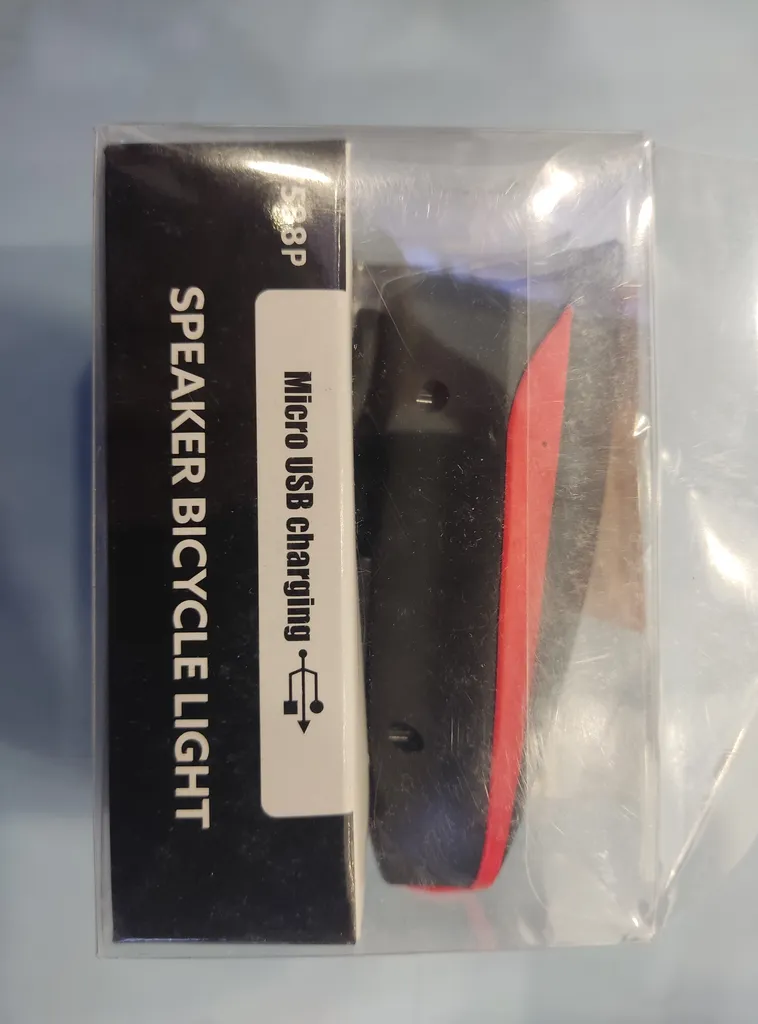 Micro USB charging
SPEAKER BICYCLE LIGHT